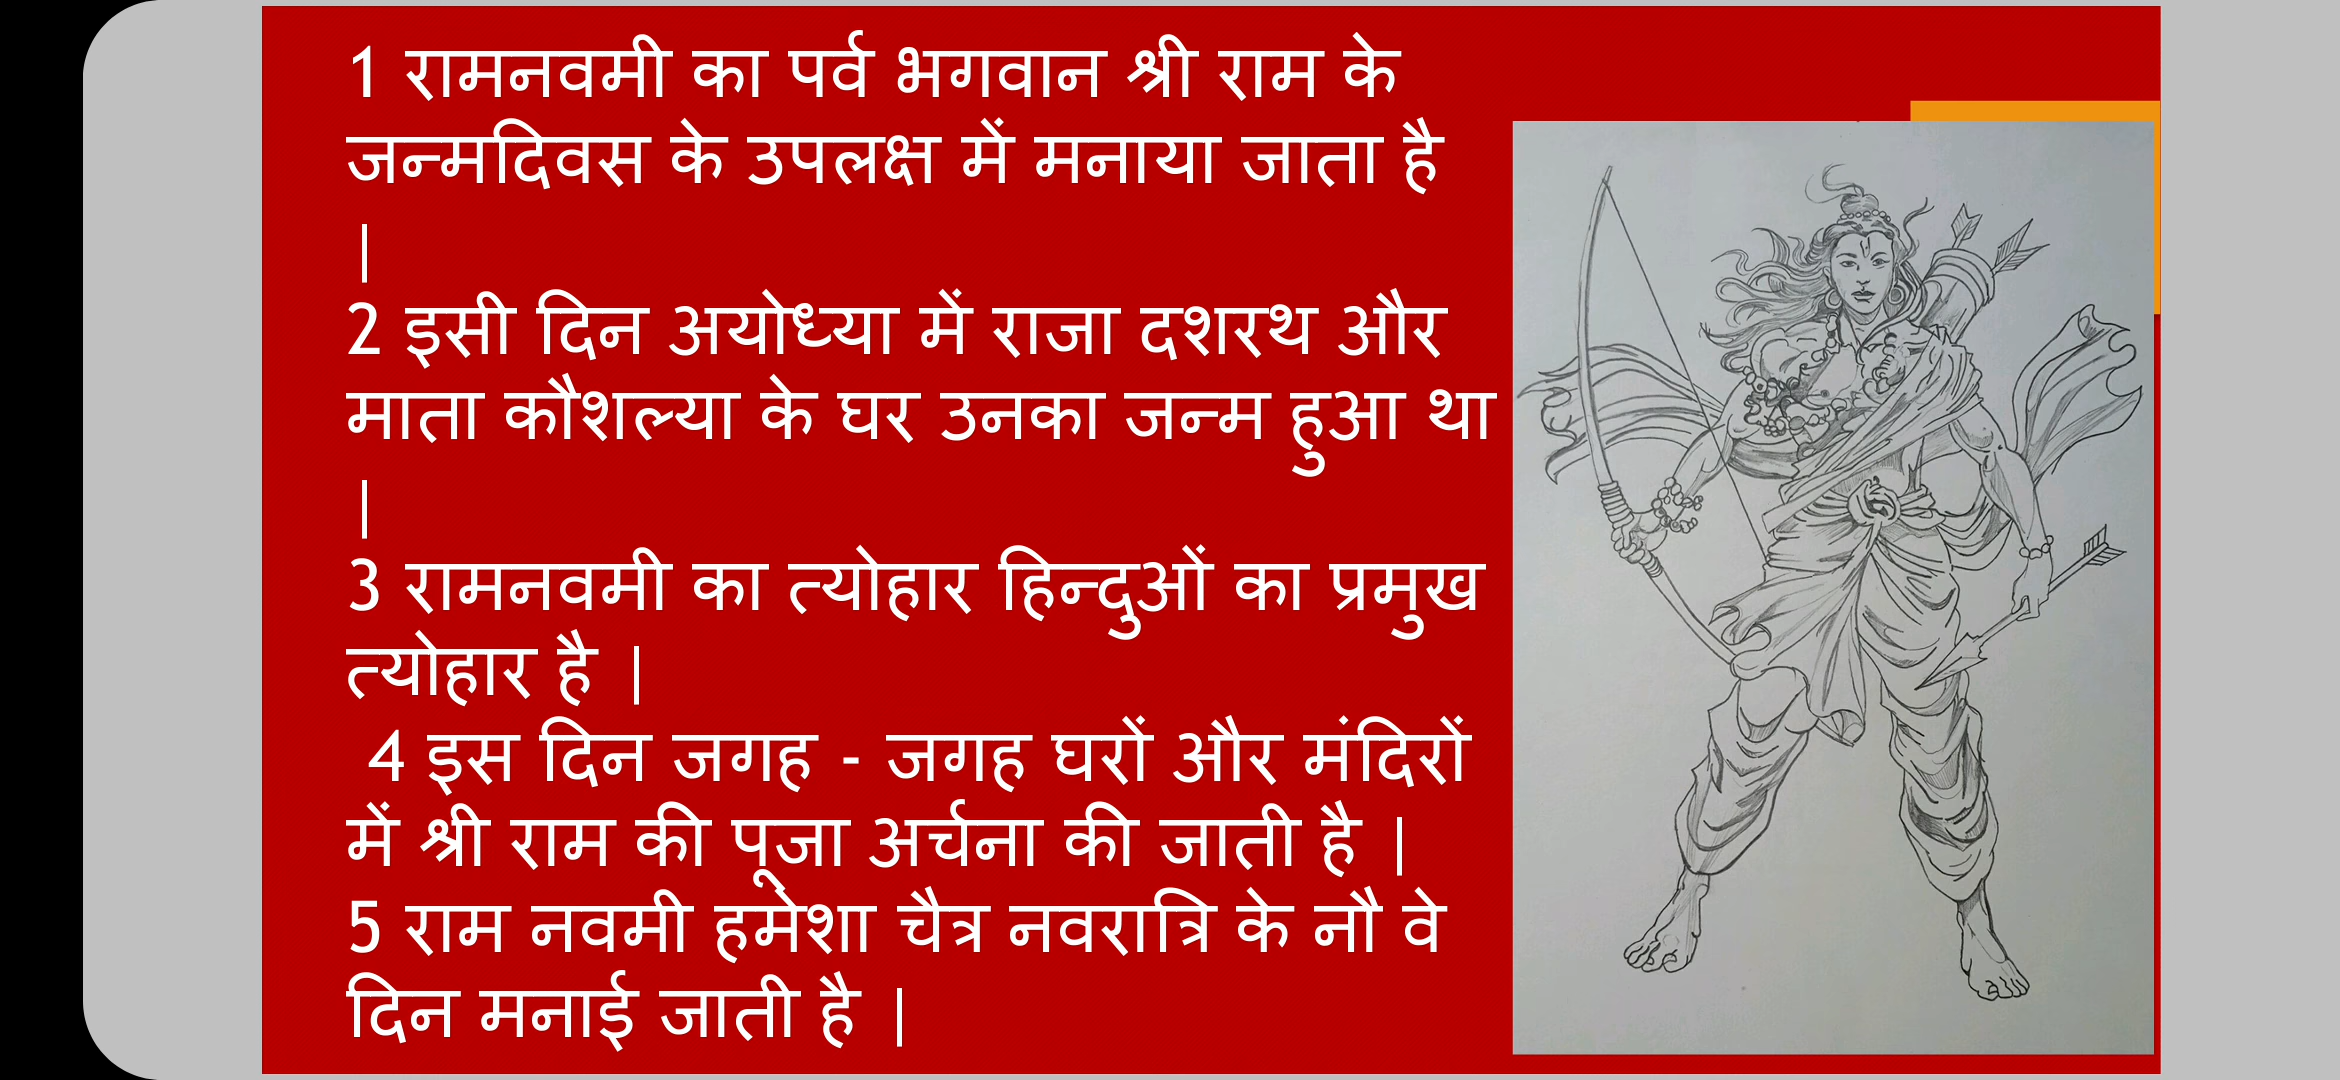 1 रामनवमी का पर्व भगवान श्री राम के
जन्मदिवस के उपलक्ष में मनाया जाता है
|
2 इसी दिन अयोध्या में राजा दशरथ और
माता कौशल्या के घर उनका जन्म हुआ था
|
3 रामनवमी का त्योहार हिन्दुओं का प्रमुख
त्योहार है |
4 इस दिन जगह - जगह घरों और मंदिरों
में श्री राम की पूजा अर्चना की जाती है |
5 राम नवमी हमेशा चैत्र नवरात्रि के नौ वे
दिन मनाई जाती है |